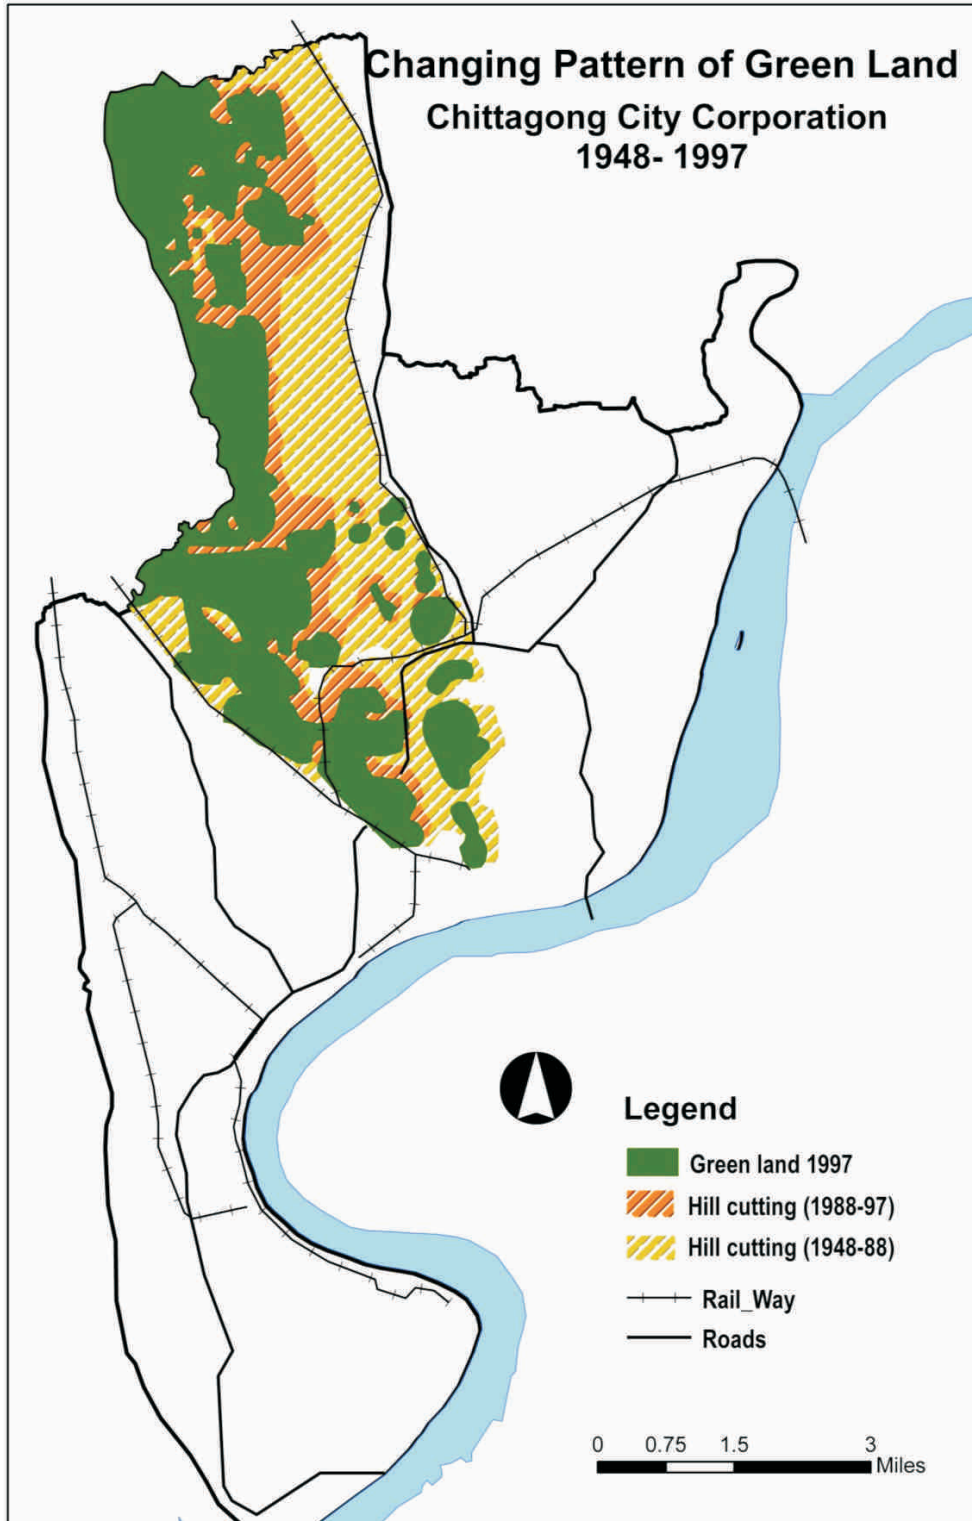 Changing Pattern of Green Land
Chittagong City Corporation
1948- 1997
Legend
Green land 1997
Hill cutting (1988-97)
Hill cutting (1948-88)
Rail_Way
Roads
0 0.75 1.5 3
Miles